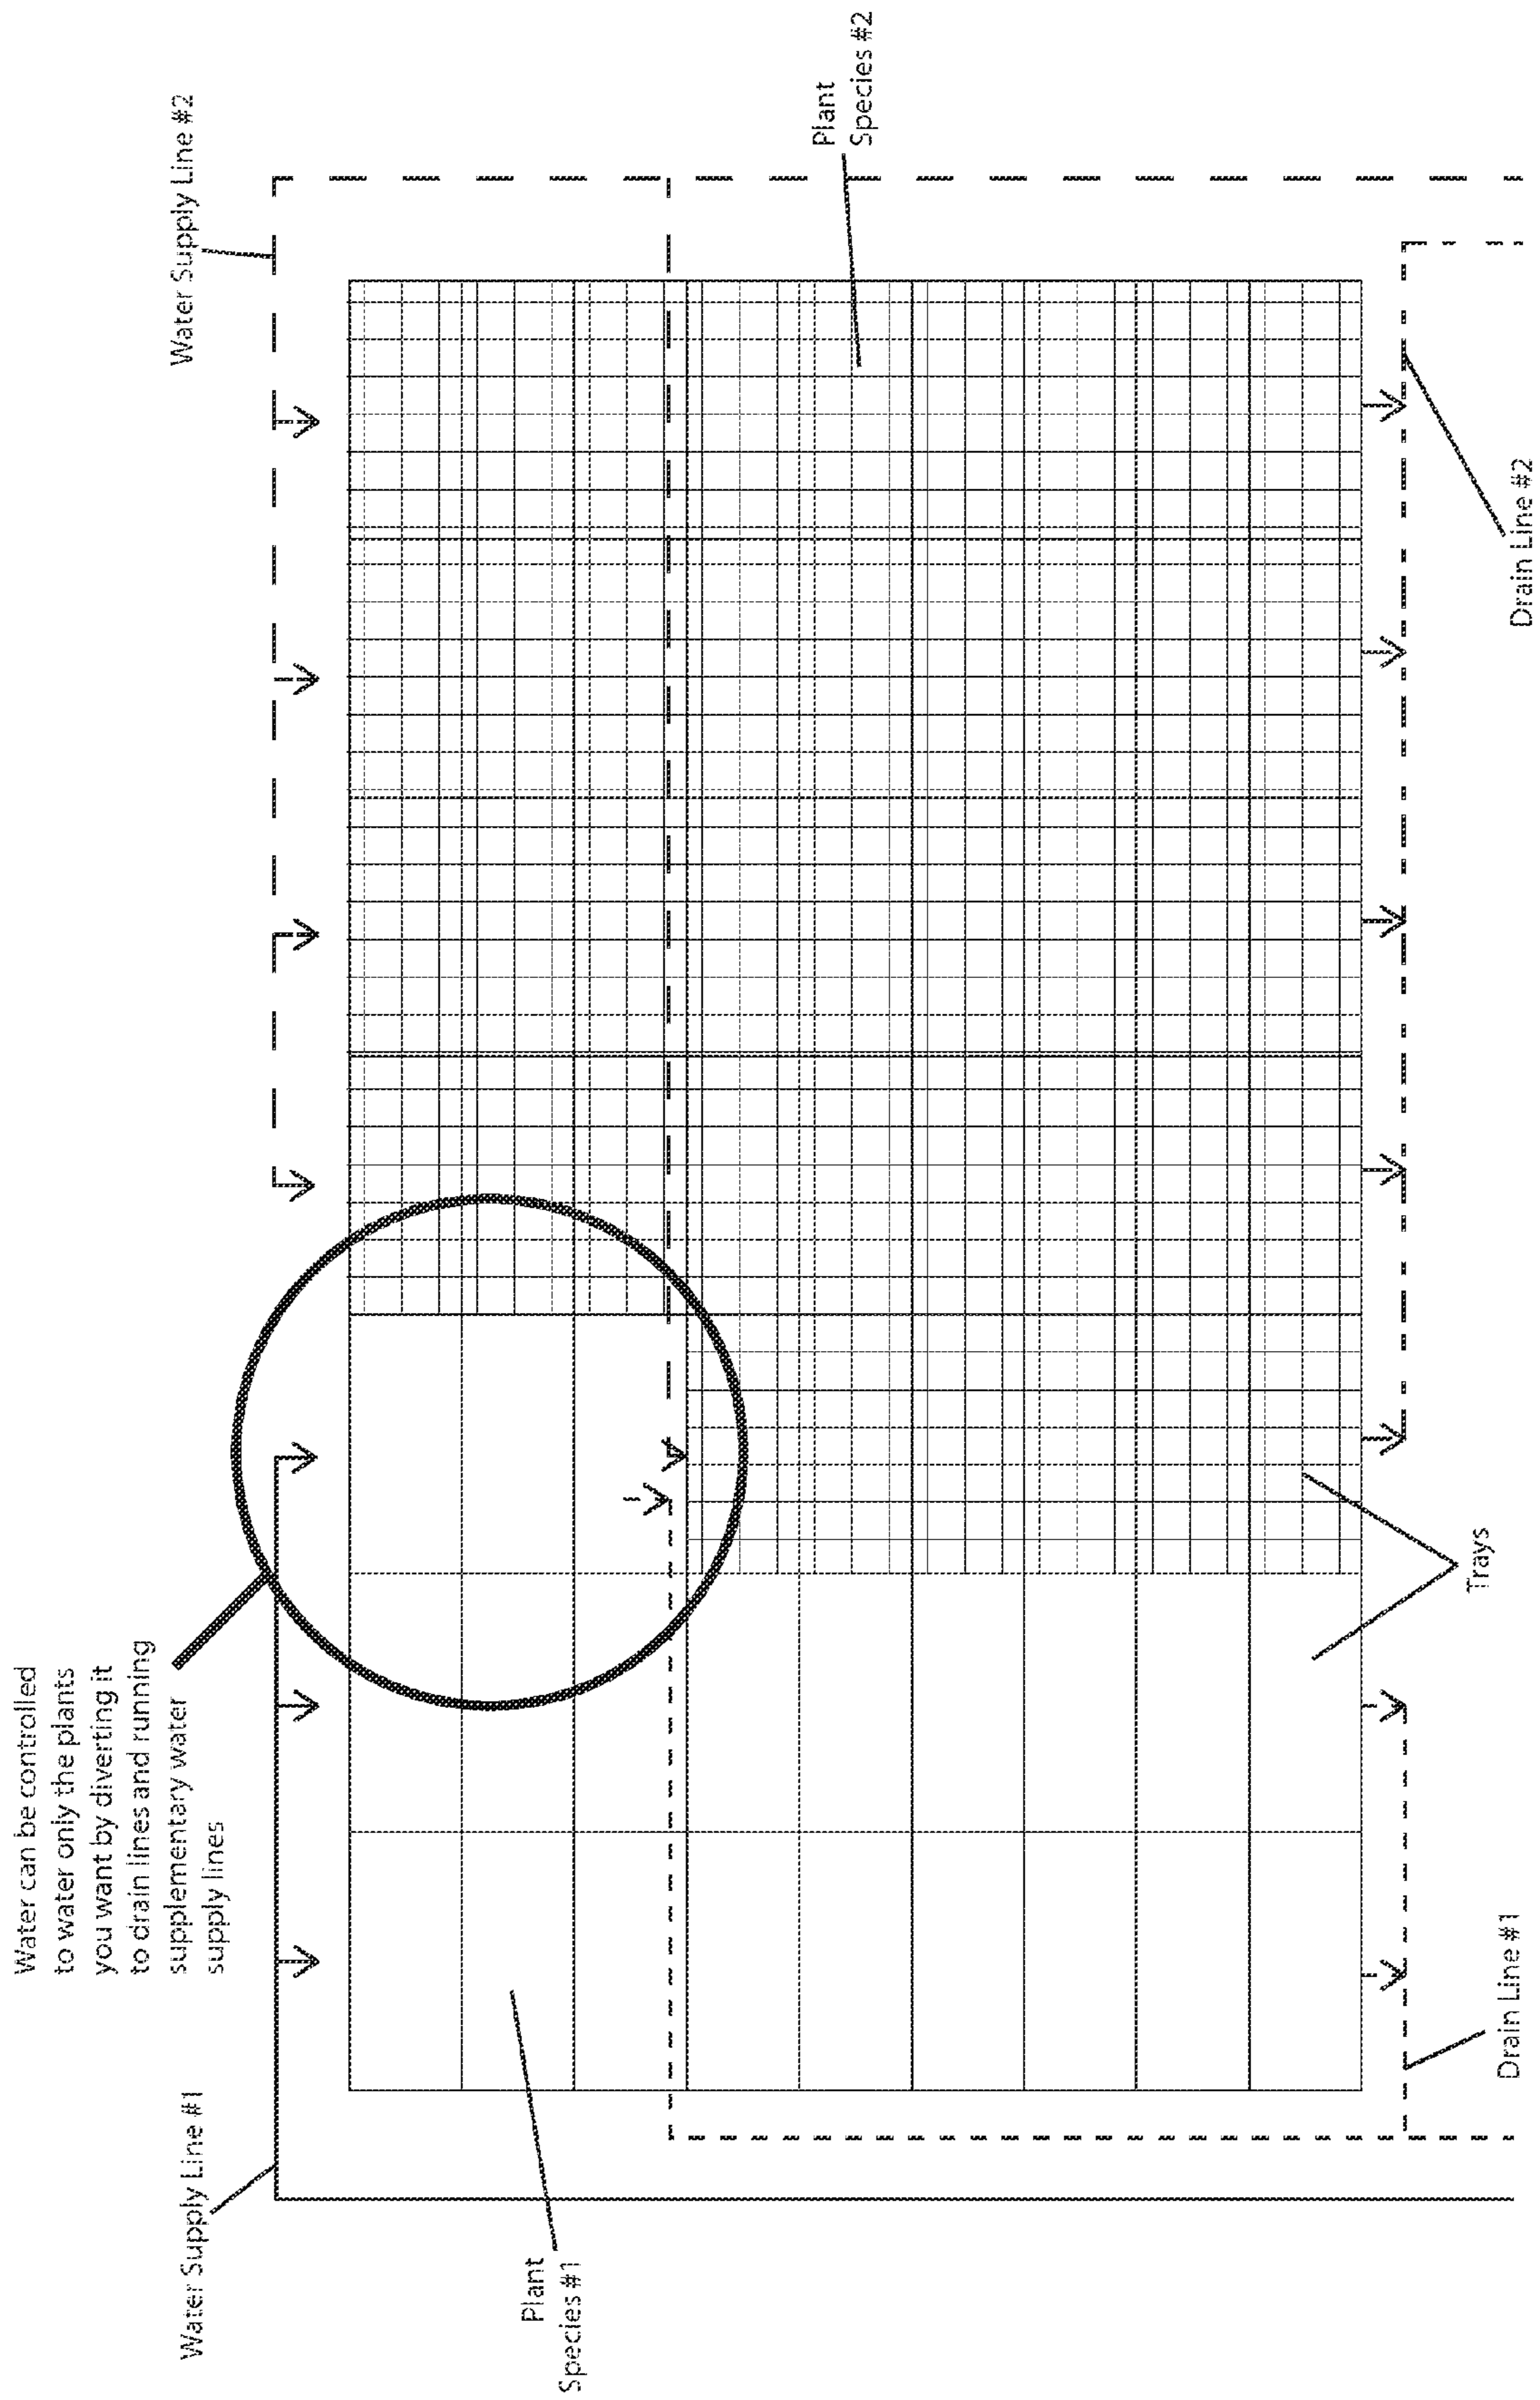 Water can be controlled
to water only the plants
you want by diverting it
to drain lines and running
supplementary water
supply lines
Water Supply Line #1
Water Supply Line #2
Plant
Species #1
Plant
Species #2
Trays
Drain Line #1
Drain Line #2